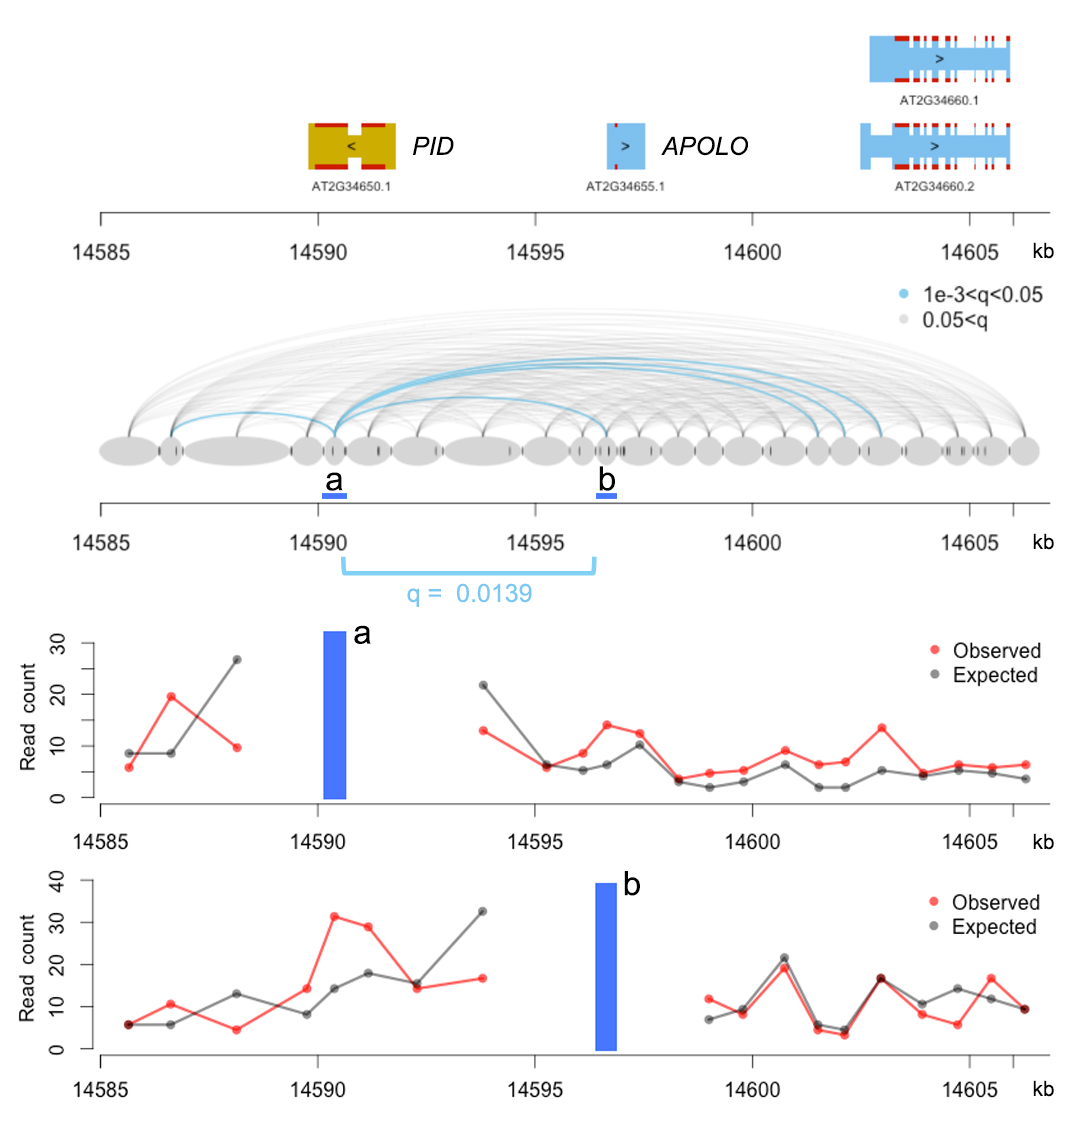 >
AT2G34660.1
< PID > APOLO >
AT2G34650.1 AT2G34655.1 AT2G34660.2
14585 14590 14595 14600 14605 kb
1e-3<q<0.05
0.05<q
a b
14585 14590 14595 14600 14605 kb
q = 0.0139
a
Observed
Expected
Read count
30
20
10
0
14585 14590 14595 14600 14605 kb
b
Observed
Expected
Read count
40
30
20
10
0
14585 14590 14595 14600 14605 kb